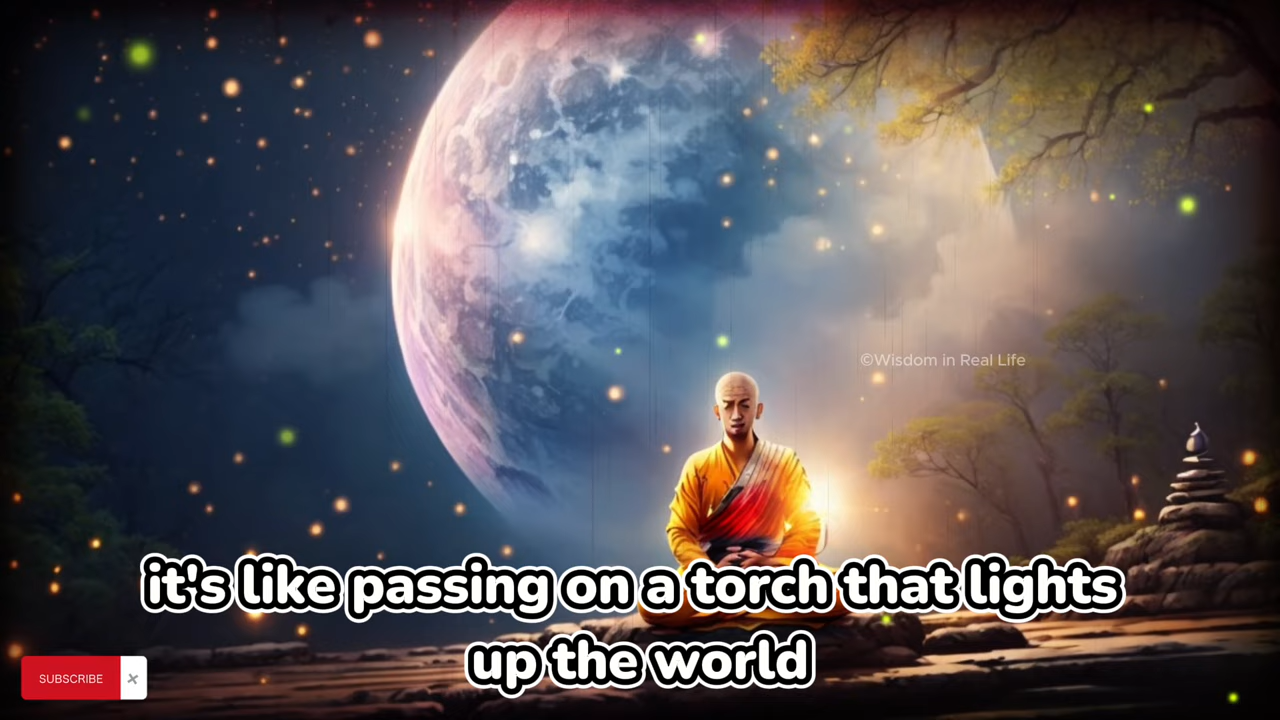 ©Wisdom in Real Life
it's like passing on a torch that lights
up the world
SUBSCRIBE